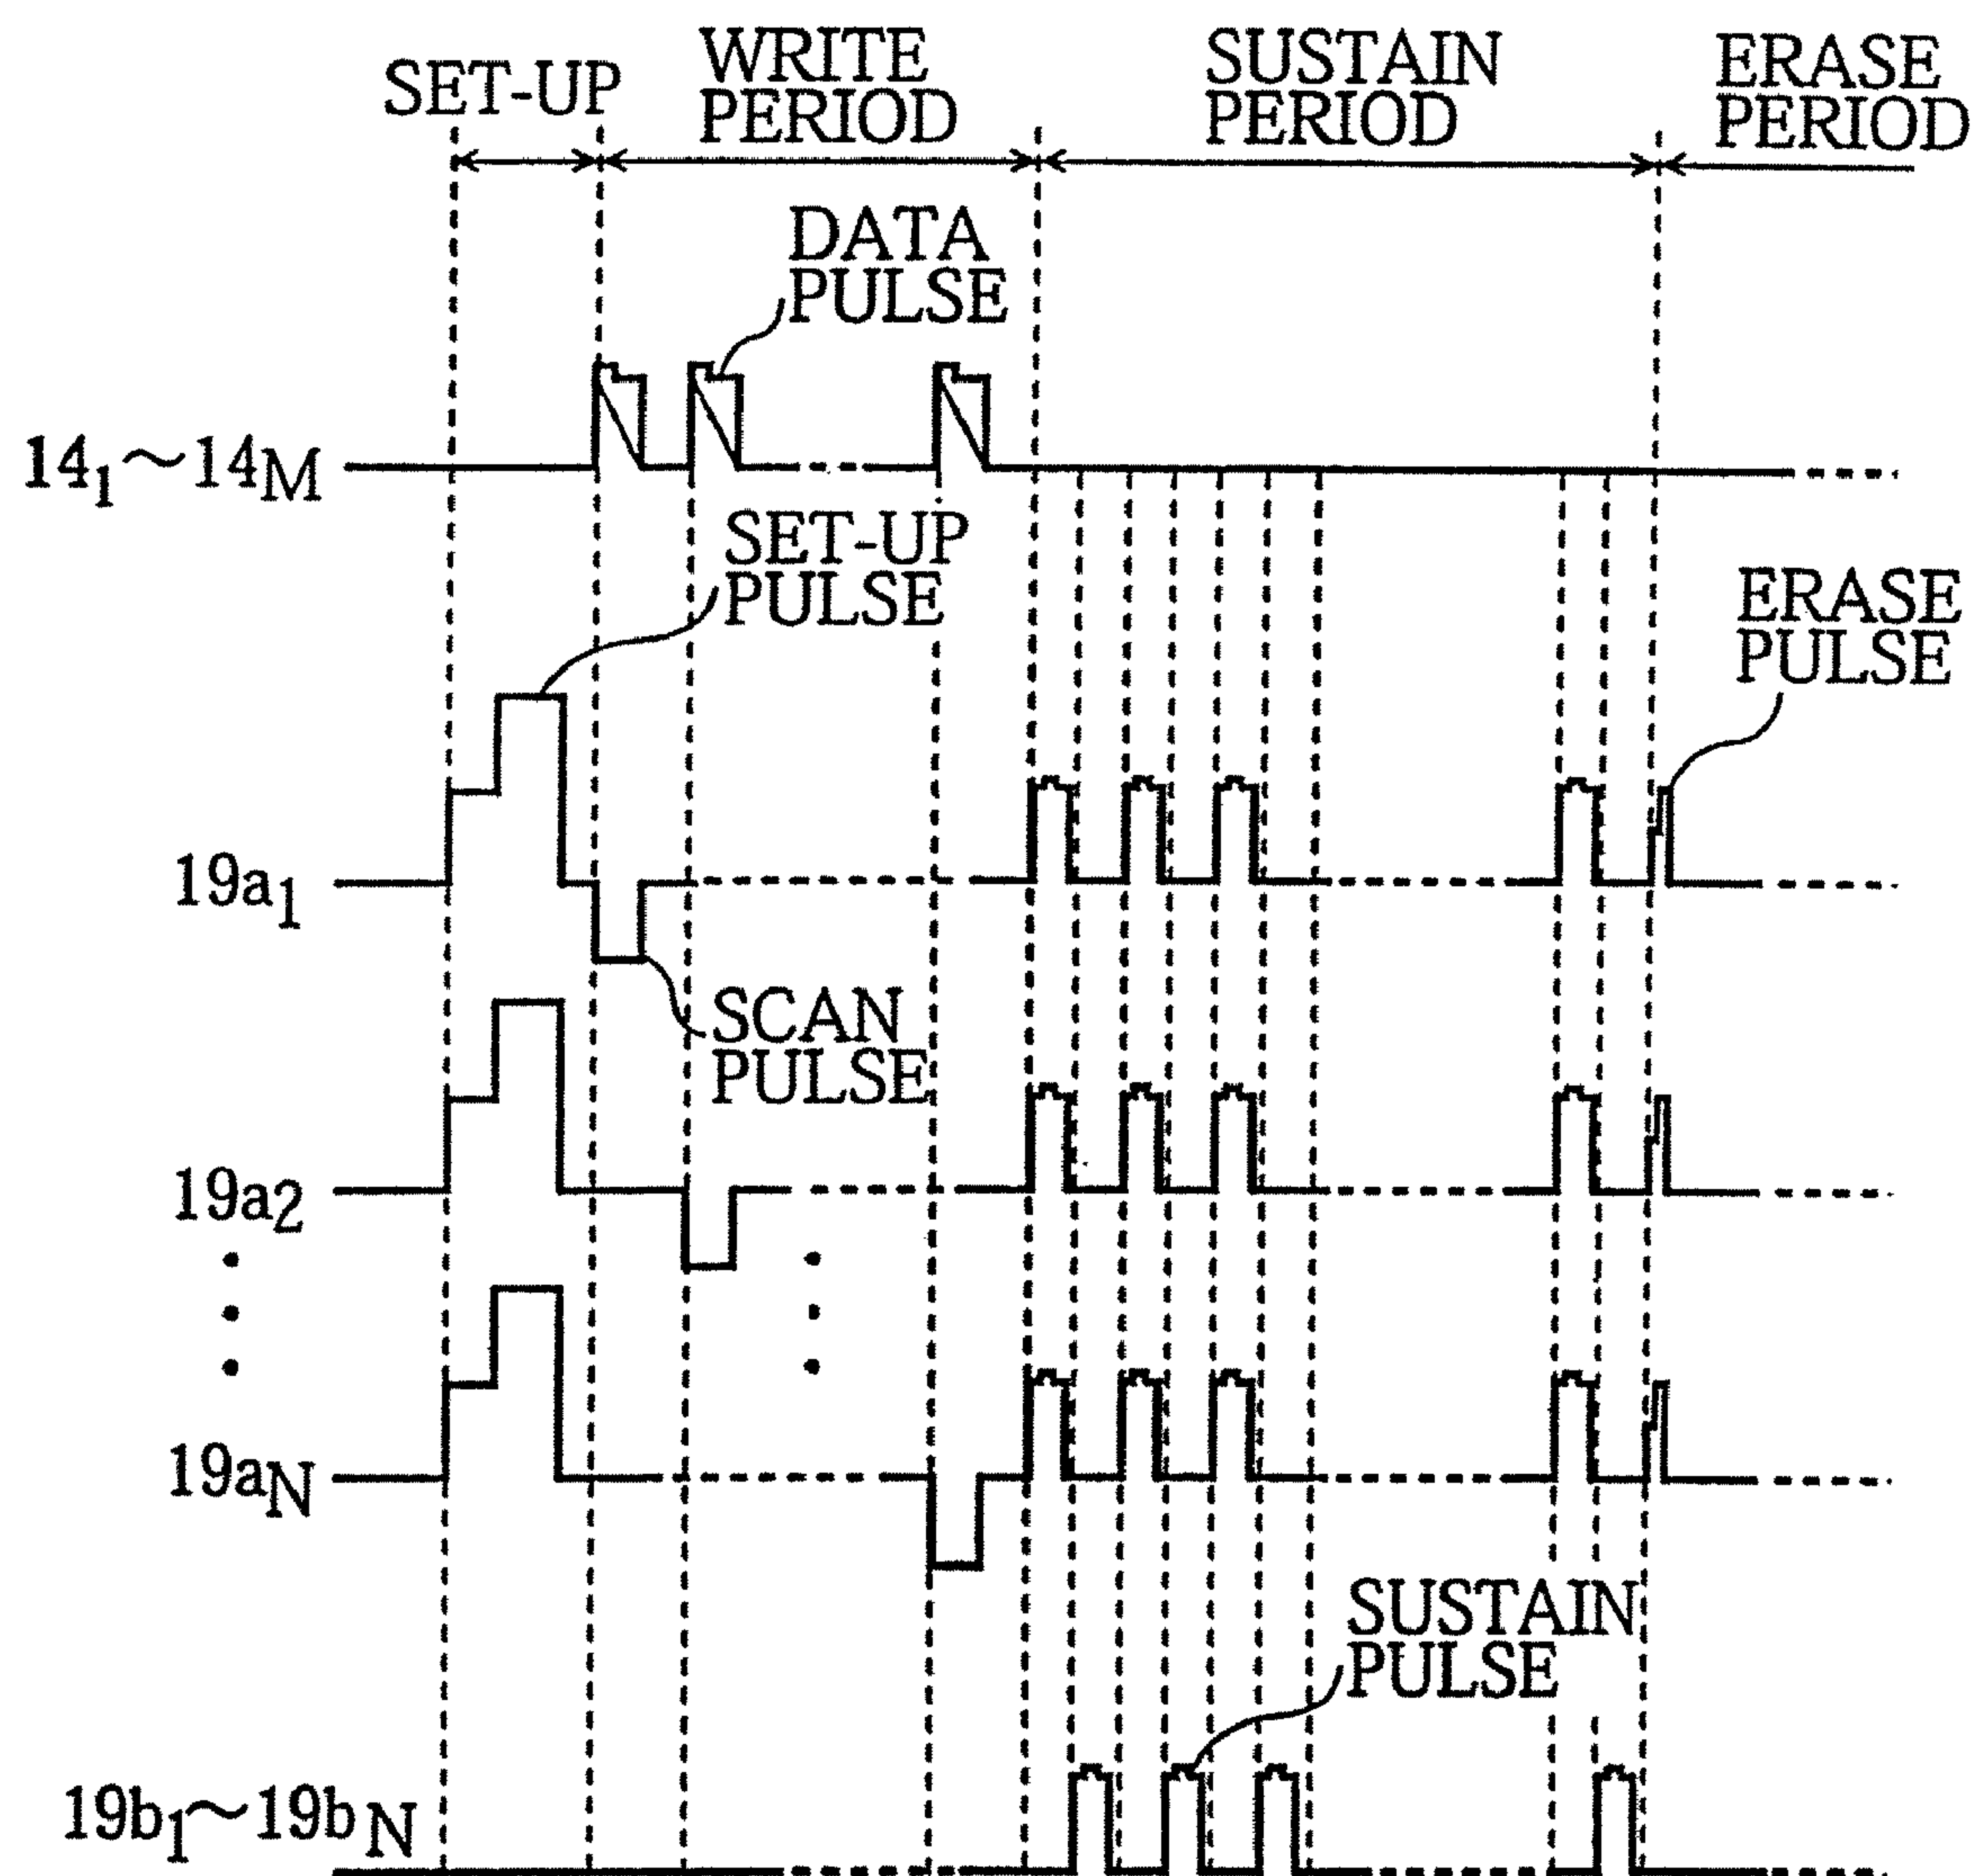 SET-UP
WRITE
PERIOD
SUSTAIN
PERIOD
ERASE
PERIOD
DATA
PULSE
14₁～14M
SET-UP
PULSE
ERASE
PULSE
19a₁
SCAN
PULSE
19a₂
19aN
SUSTAIN
PULSE
19b₁～19bN